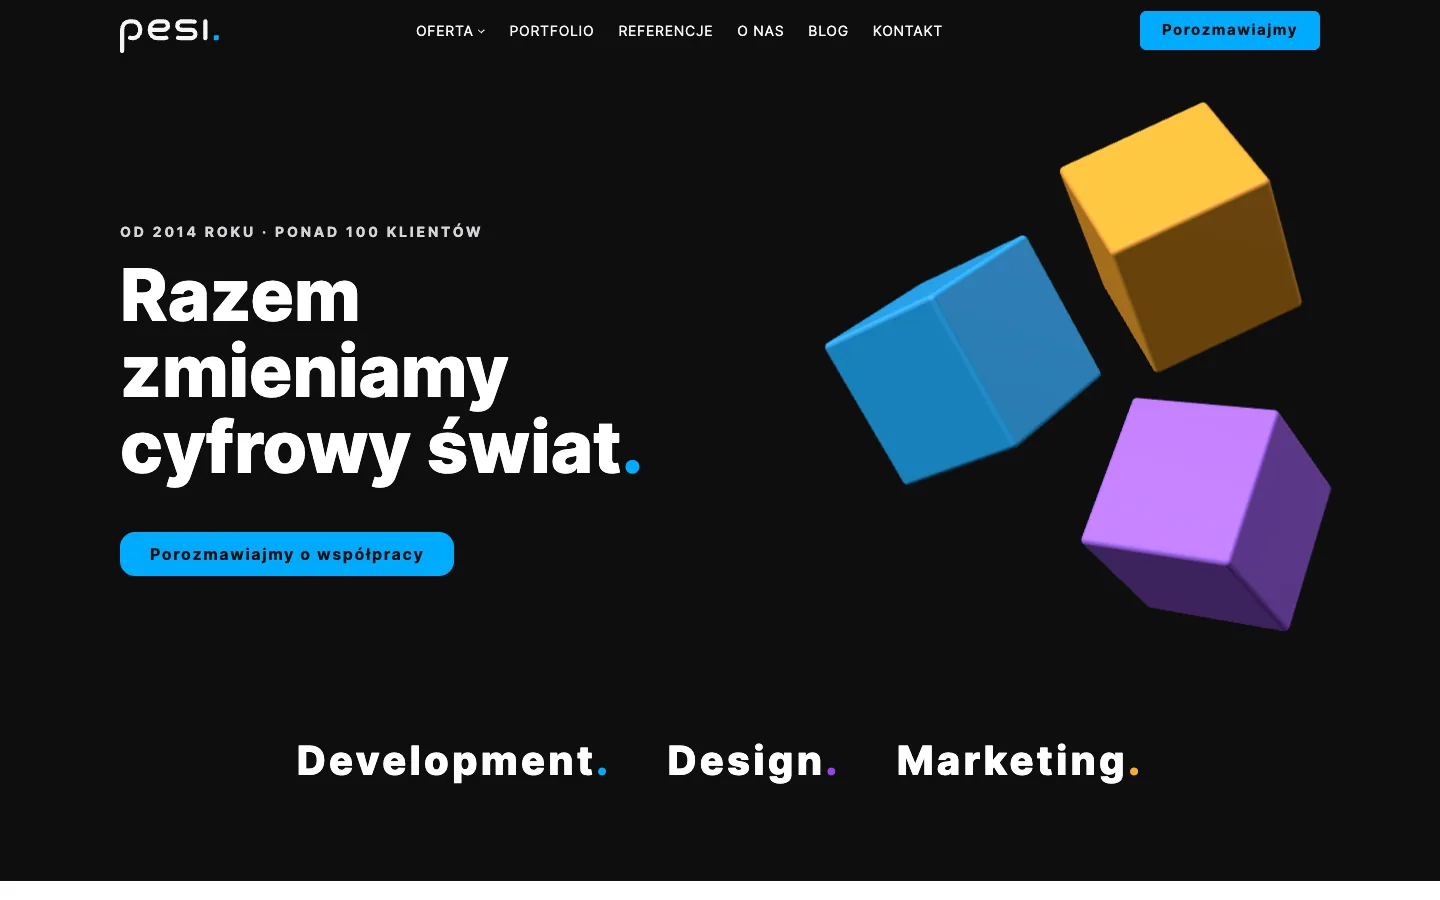 pesi.
OFERTA PORTFOLIO REFERENCJE O NAS BLOG KONTAKT
Porozmawiajmy
OD 2014 ROKU · PONAD 100 KLIENTÓW
Razem
zmieniamy
cyfrowy świat.
Porozmawiajmy o współpracy
Development. Design. Marketing.